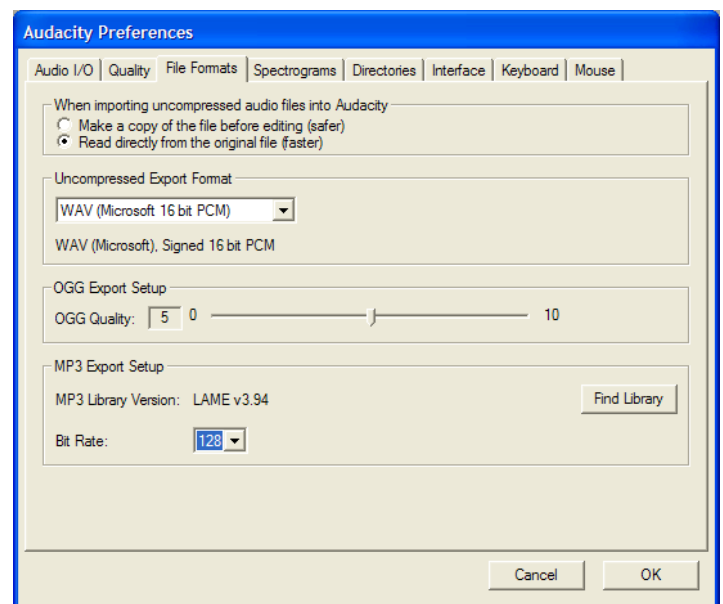 Audacity Preferences
Audio I/O Quality File Formats Spectrograms Directories Interface Keyboard Mouse
When importing uncompressed audio files into Audacity
Make a copy of the file before editing (safer)
Read directly from the original file (faster)
Uncompressed Export Format
WAV (Microsoft 16 bit PCM)
WAV (Microsoft), Signed 16 bit PCM
OGG Export Setup
OGG Quality: 5 0 10
MP3 Export Setup
MP3 Library Version: LAME v3.94 Find Library
Bit Rate: 128
Cancel OK